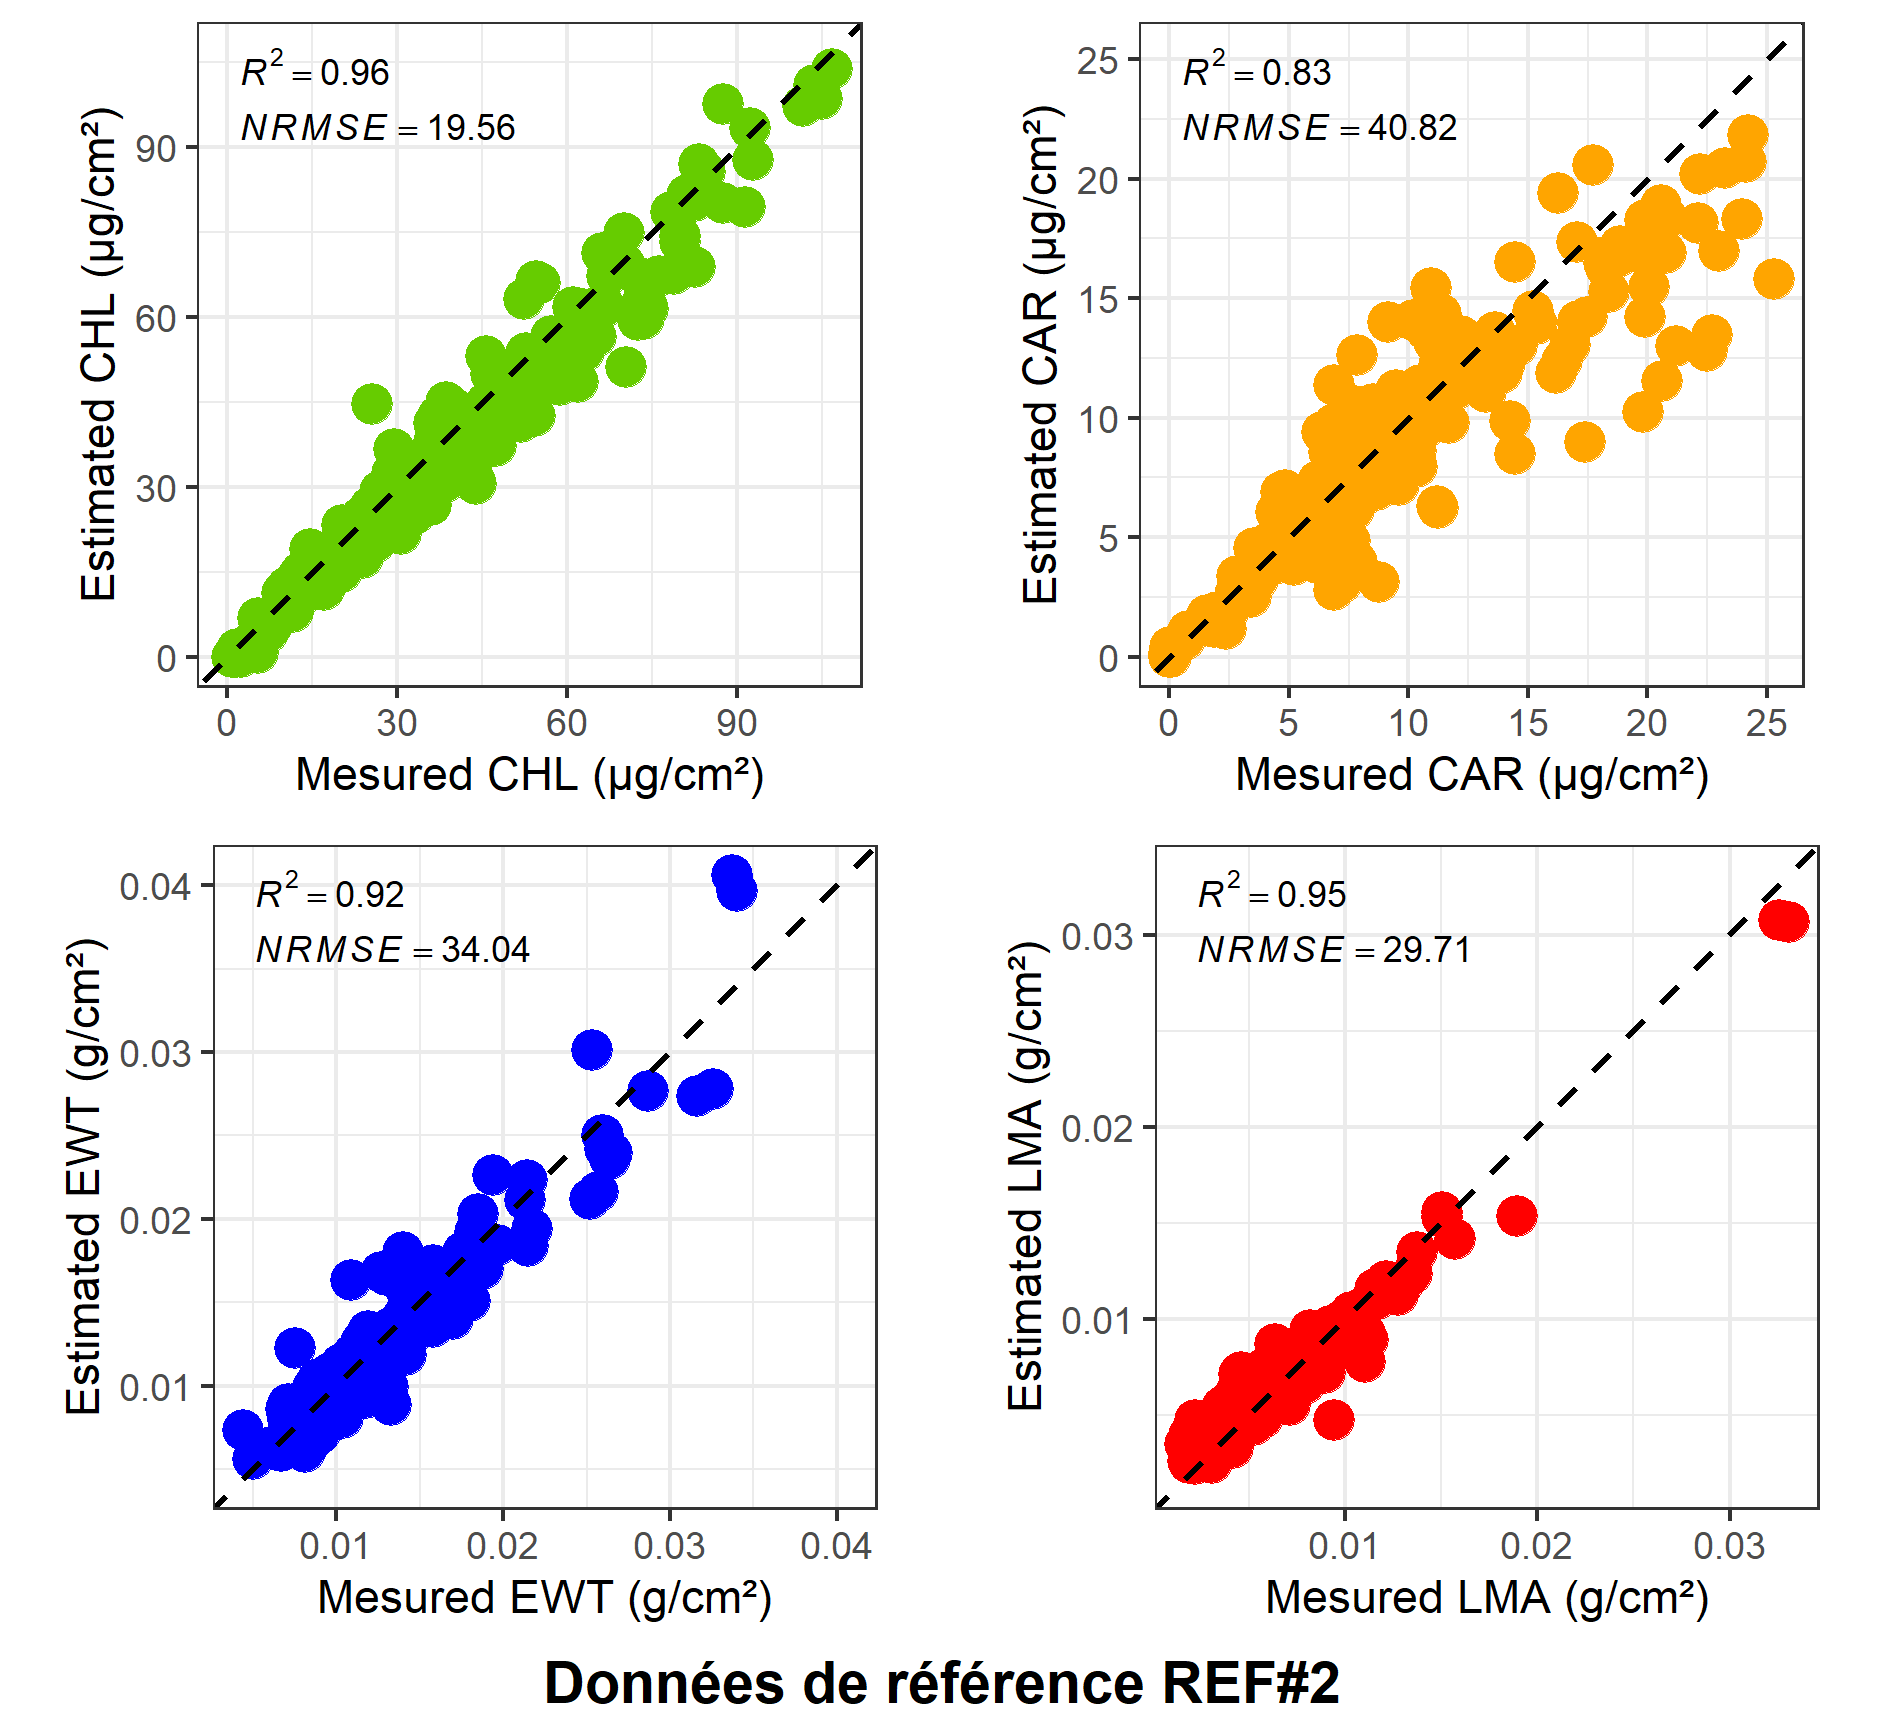 R² = 0.96
NRMSE = 19.56
Estimated CHL (µg/cm²)
90
60
30
0
0 30 60 90
Mesured CHL (µg/cm²)
R² = 0.83
NRMSE = 40.82
Estimated CAR (µg/cm²)
25
20
15
10
5
0
0 5 10 15 20 25
Mesured CAR (µg/cm²)
R² = 0.92
NRMSE = 34.04
Estimated EWT (g/cm²)
0.04
0.03
0.02
0.01
0.01 0.02 0.03 0.04
Mesured EWT (g/cm²)
R² = 0.95
NRMSE = 29.71
Estimated LMA (g/cm²)
0.03
0.02
0.01
0.01 0.02 0.03
Mesured LMA (g/cm²)
Données de référence REF#2